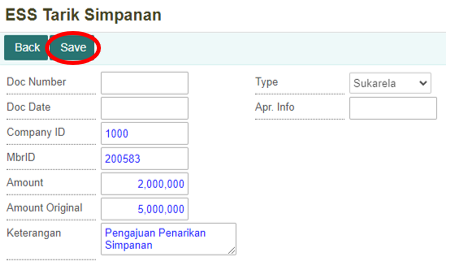 ESS Tarik Simpanan
Back Save
Doc Number Type Sukarela
Doc Date Apr. Info
Company ID 1000
MbrID 200583
Amount 2,000,000
Amount Original 5,000,000
Keterangan Pengajuan Penarikan
Simpanan